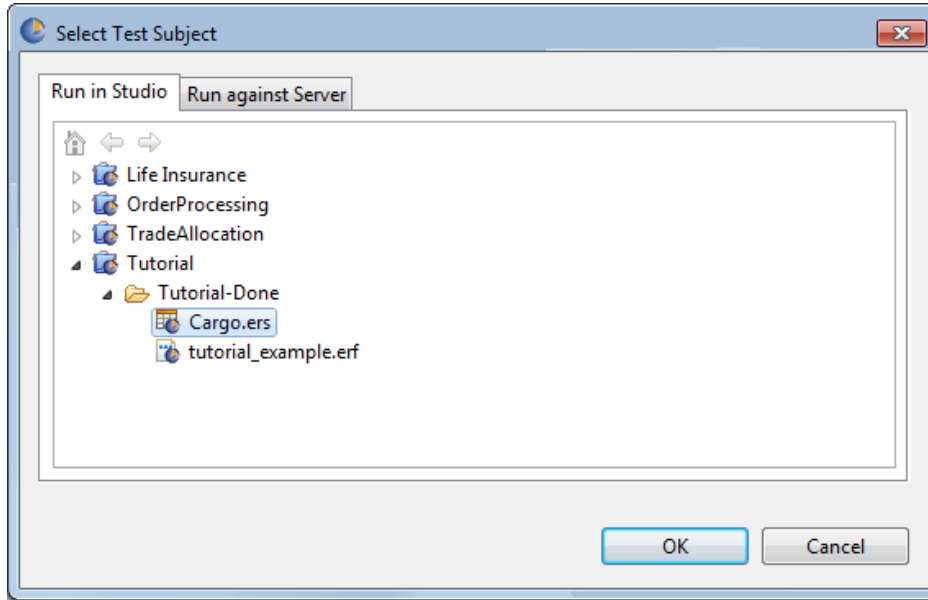 Select Test Subject
Run in Studio Run against Server
Life Insurance
OrderProcessing
TradeAllocation
Tutorial
Tutorial-Done
Cargo.ers
tutorial_example.erf
OK Cancel